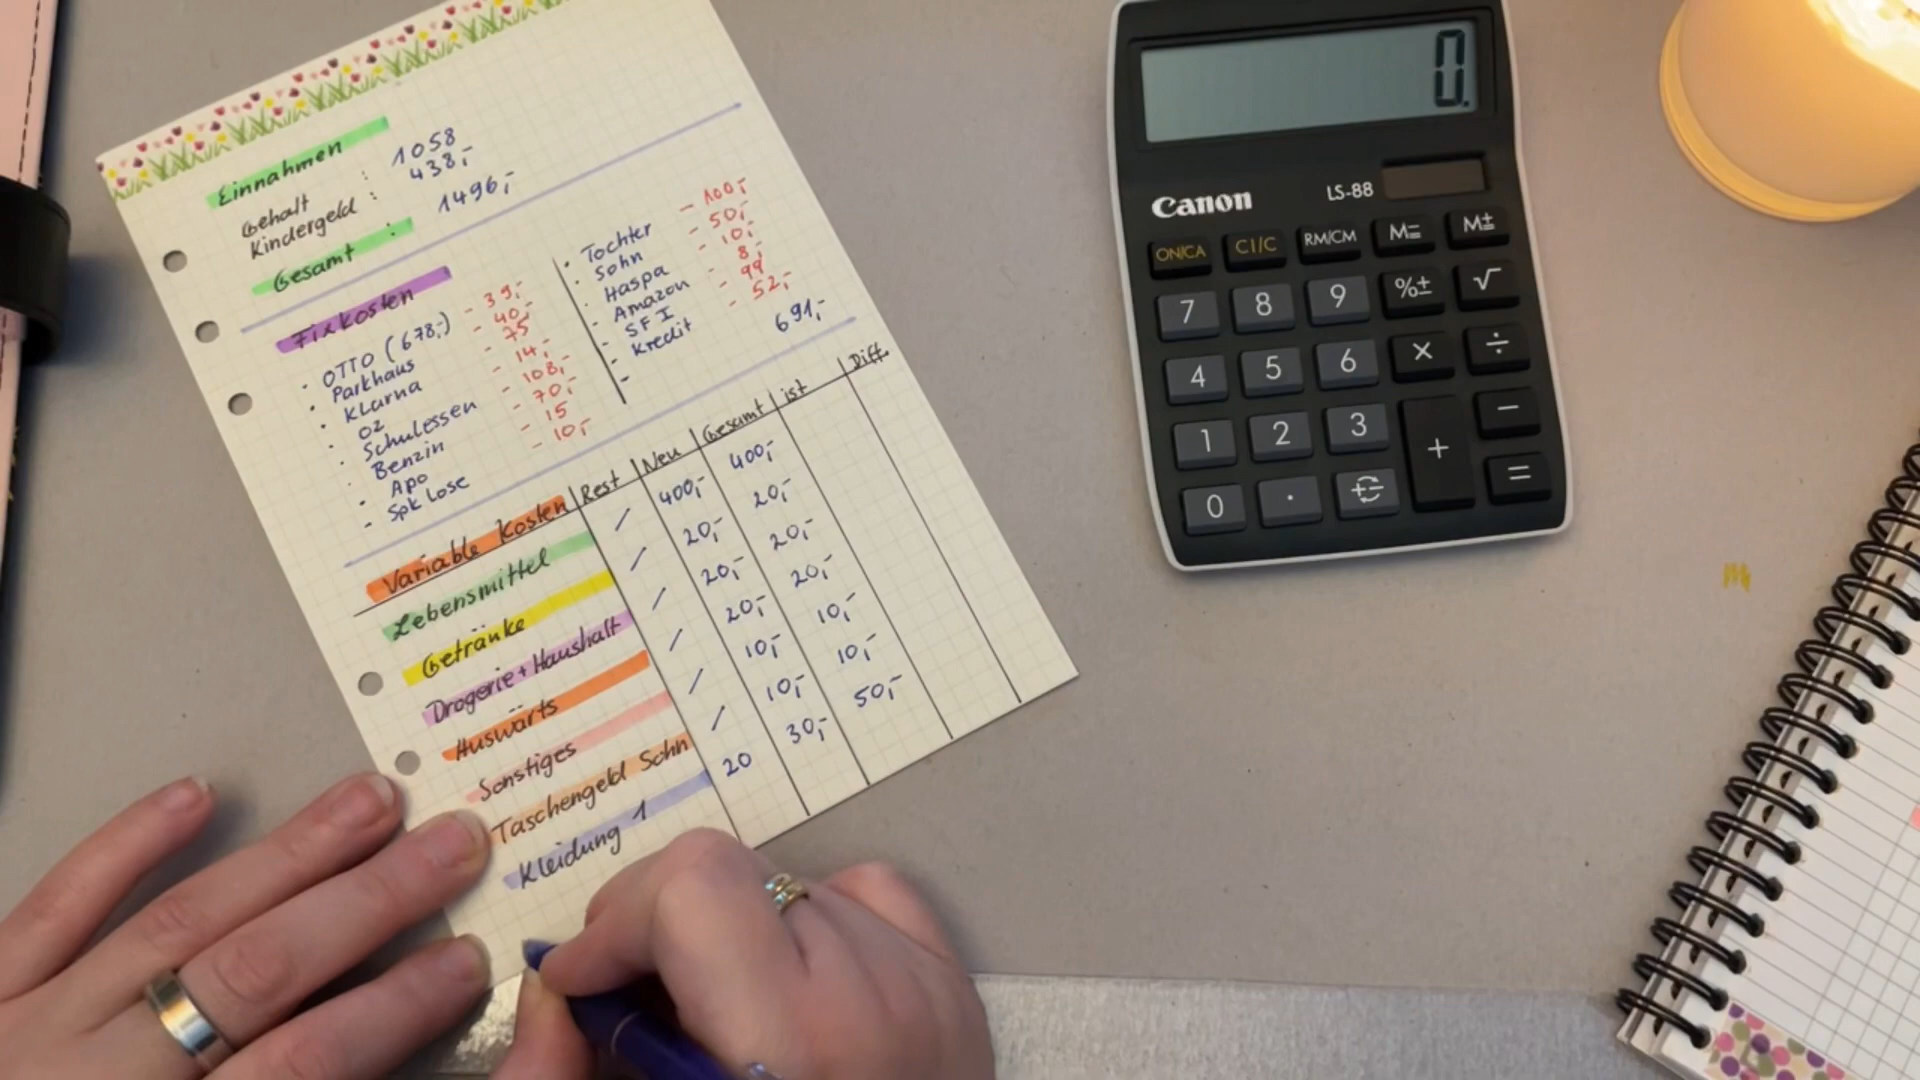 Einnahmen
Gehalt : 1058
Kindergeld : 438,-
Gesamt : 1496,-
Fixkosten
• OTTO (678,-) - 39,-
• Parkhaus - 40,-
• Klarna - 75
• O2 - 14,-
• Schulessen - 108,-
• Benzin - 70,-
- Apo - 15
- Spk Lose - 10,-
• Tochter - 100,-
• Sohn - 50,-
• Haspa - 10,-
- Amazon - 8,-
- SFI - 99
- Kredit - 52,-
-
691,-
Variable Kosten Rest Neu Gesamt ist Diff.
Lebensmittel / 400,- 400,-
Getränke / 20,- 20,-
Drogerie + Haushalt / 20,- 20,-
Auswärts / 20,- 20,-
Sonstiges / 10,- 10,-
Taschengeld Sohn / 10,- 10,-
Kleidung 1 20 30,- 50,-
0.
Canon LS-88
ON/CA CI/C RM/CM M= M±
7 8 9 %± √
4 5 6 × ÷
1 2 3 + −
0 . =